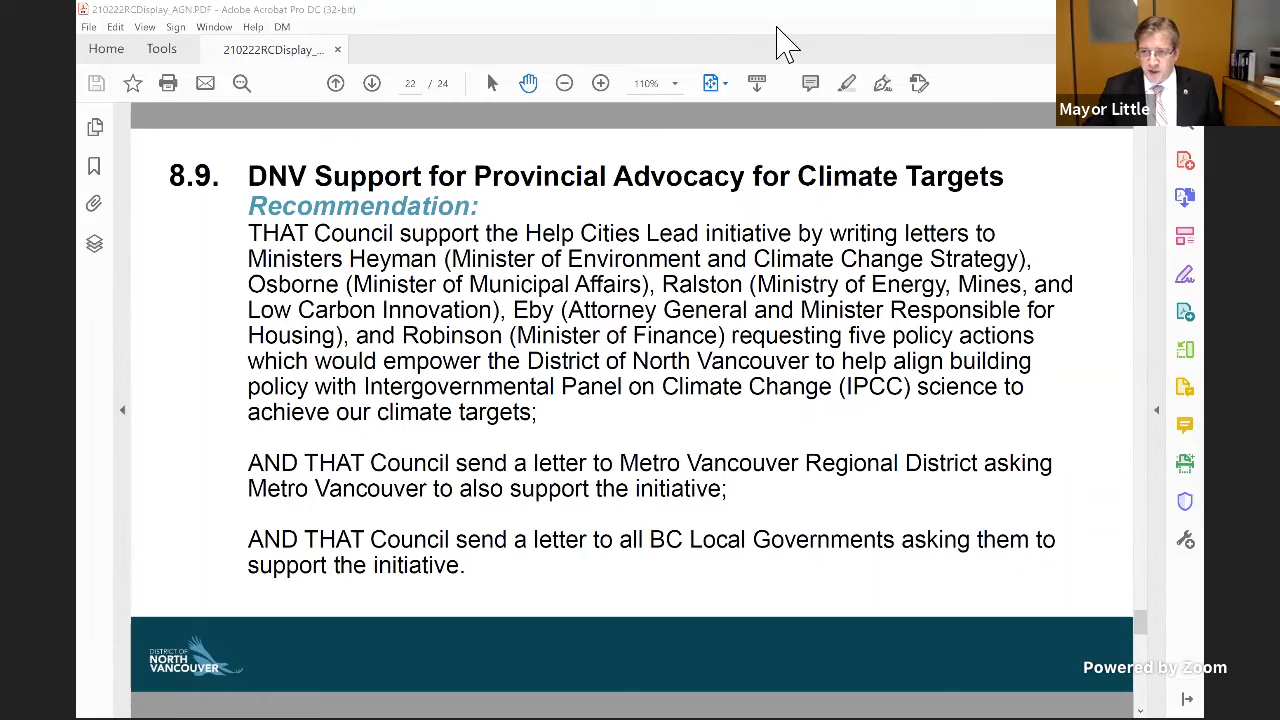 210222RCDisplay_AGN.PDF - Adobe Acrobat Pro DC (32-bit)
File Edit View Sign Window Help DM
Home Tools 210222RCDisplay_... ×
22 / 24 110%
Mayor Little
8.9. DNV Support for Provincial Advocacy for Climate Targets
Recommendation:
THAT Council support the Help Cities Lead initiative by writing letters to
Ministers Heyman (Minister of Environment and Climate Change Strategy),
Osborne (Minister of Municipal Affairs), Ralston (Ministry of Energy, Mines, and
Low Carbon Innovation), Eby (Attorney General and Minister Responsible for
Housing), and Robinson (Minister of Finance) requesting five policy actions
which would empower the District of North Vancouver to help align building
policy with Intergovernmental Panel on Climate Change (IPCC) science to
achieve our climate targets;
AND THAT Council send a letter to Metro Vancouver Regional District asking
Metro Vancouver to also support the initiative;
AND THAT Council send a letter to all BC Local Governments asking them to
support the initiative.
DISTRICT OF
NORTH
VANCOUVER
Powered by Zoom